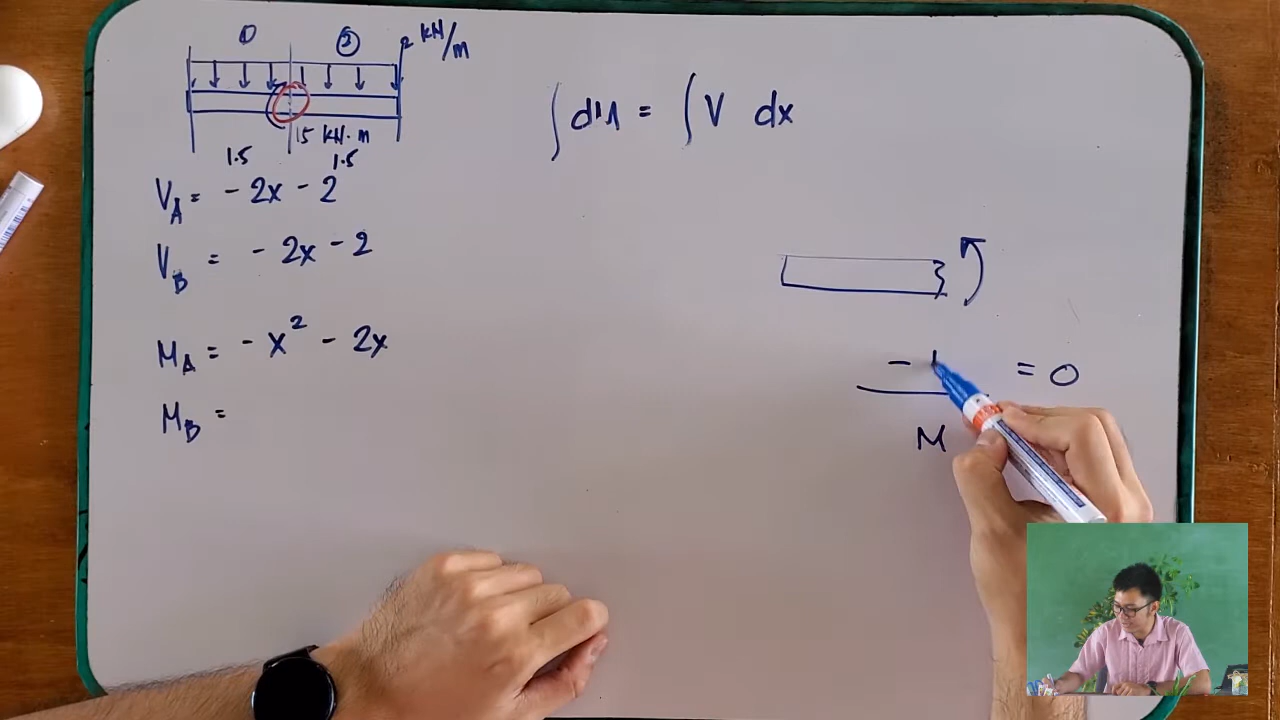 ① ② 2 kN/m
15 kN·m
1.5 1.5
∫ dM = ∫ V dx
V_A = - 2x - 2
V_B = - 2x - 2
M_A = - x² - 2x
M_B =
- = 0
M